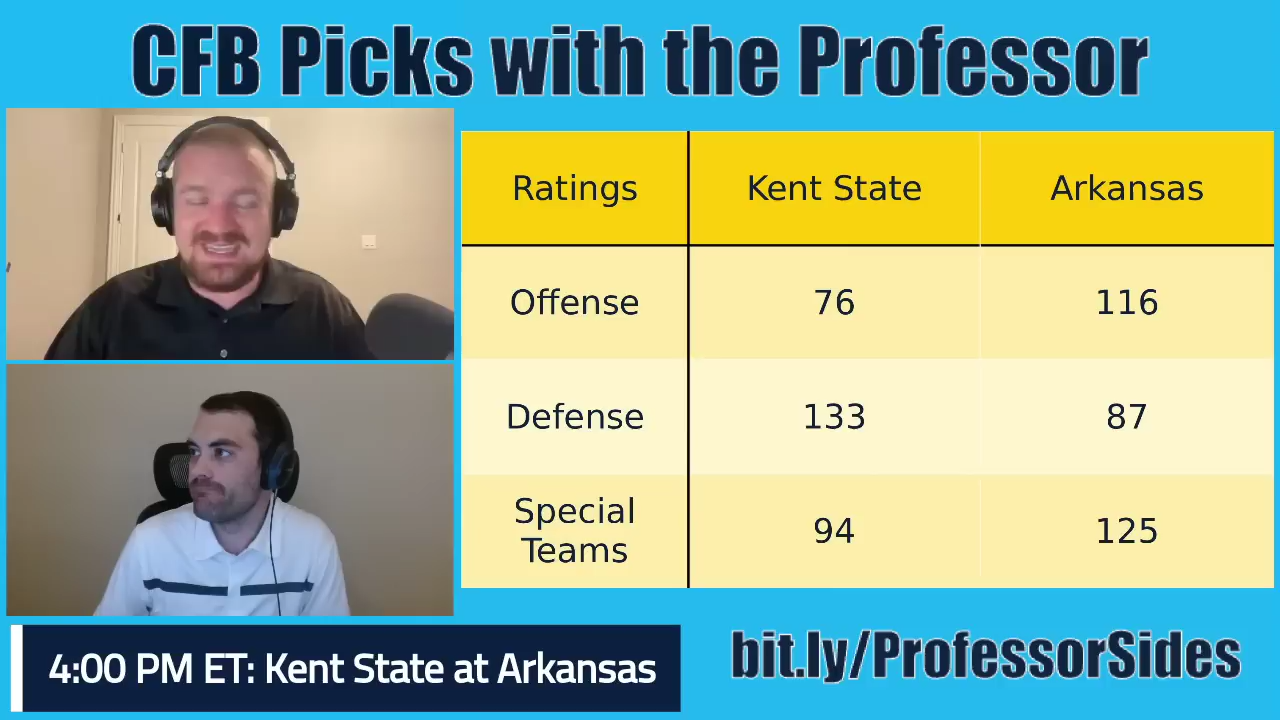 CFB Picks with the Professor
Ratings Kent State Arkansas
Offense 76 116
Defense 133 87
Special
Teams 94 125
4:00 PM ET: Kent State at Arkansas
bit.ly/ProfessorSides